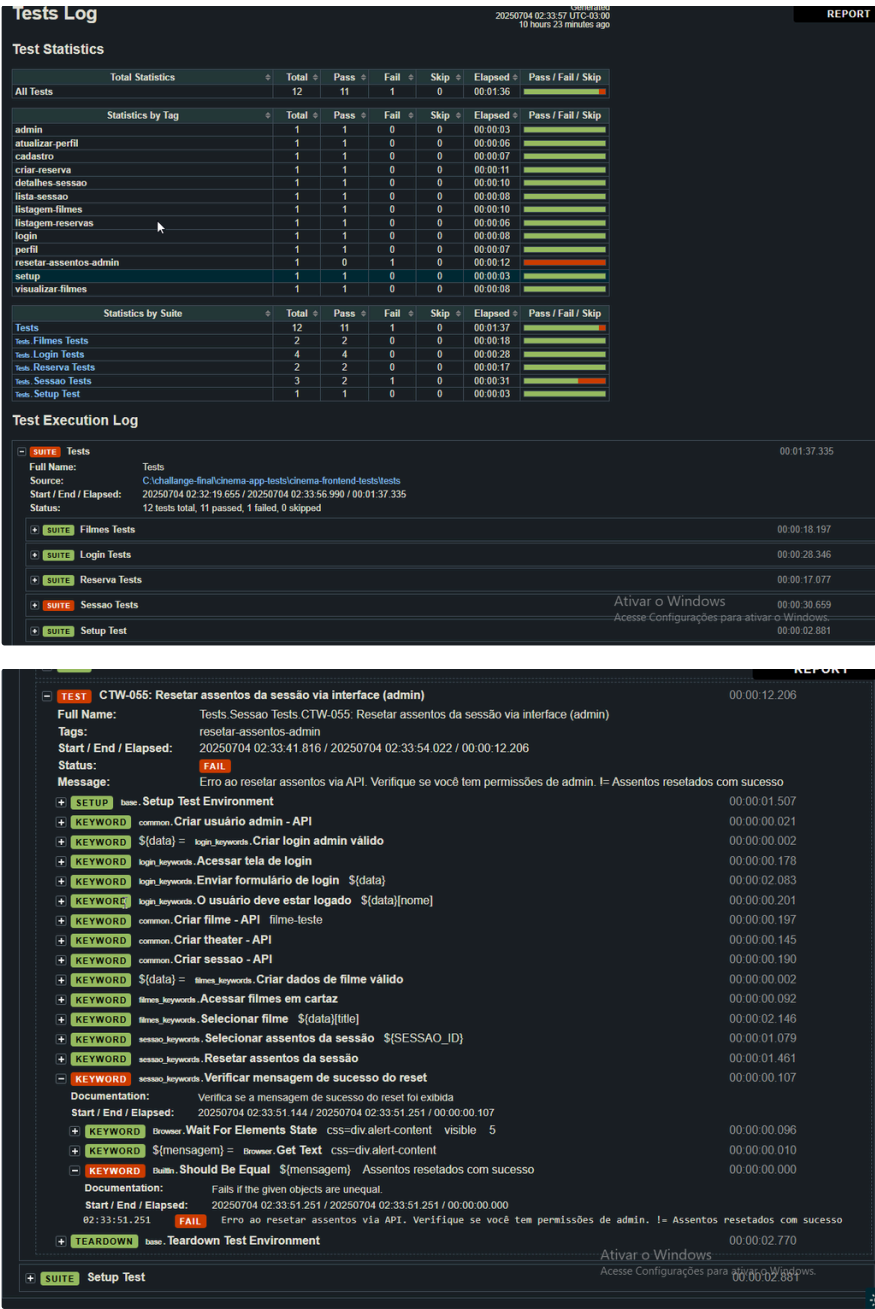 Tests Log
Generated
20250704 02:33:57 UTC-03:00
10 hours 23 minutes ago
REPORT
Test Statistics
Total Statistics Total Pass Fail Skip Elapsed Pass / Fail / Skip
All Tests 12 11 1 0 00:01:36
Statistics by Tag Total Pass Fail Skip Elapsed Pass / Fail / Skip
admin 1 1 0 0 00:00:03
atualizar-perfil 1 1 0 0 00:00:06
cadastro 1 1 0 0 00:00:07
criar-reserva 1 1 0 0 00:00:11
detalhes-sessao 1 1 0 0 00:00:10
lista-sessao 1 1 0 0 00:00:08
listagem-filmes 1 1 0 0 00:00:10
listagem-reservas 1 1 0 0 00:00:06
login 1 1 0 0 00:00:08
perfil 1 1 0 0 00:00:07
resetar-assentos-admin 1 0 1 0 00:00:12
setup 1 1 0 0 00:00:03
visualizar-filmes 1 1 0 0 00:00:08
Statistics by Suite Total Pass Fail Skip Elapsed Pass / Fail / Skip
Tests 12 11 1 0 00:01:37
Tests. Filmes Tests 2 2 0 0 00:00:18
Tests. Login Tests 4 4 0 0 00:00:28
Tests. Reserva Tests 2 2 0 0 00:00:17
Tests. Sessao Tests 3 2 1 0 00:00:31
Tests. Setup Test 1 1 0 0 00:00:03
Test Execution Log
SUITE Tests 00:01:37.335
Full Name: Tests
Source: C:\challange-final\cinema-app-tests\cinema-frontend-tests\tests
Start / End / Elapsed: 20250704 02:32:19.655 / 20250704 02:33:56.990 / 00:01:37.335
Status: 12 tests total, 11 passed, 1 failed, 0 skipped
SUITE Filmes Tests 00:00:18.197
SUITE Login Tests 00:00:28.346
SUITE Reserva Tests 00:00:17.077
SUITE Sessao Tests 00:00:30.659
SUITE Setup Test 00:00:02.881
Ativar o Windows
Acesse Configurações para ativar o Windows.
REPORT
TEST CTW-055: Resetar assentos da sessão via interface (admin) 00:00:12.206
Full Name: Tests.Sessao Tests.CTW-055: Resetar assentos da sessão via interface (admin)
Tags: resetar-assentos-admin
Start / End / Elapsed: 20250704 02:33:41.816 / 20250704 02:33:54.022 / 00:00:12.206
Status: FAIL
Message: Erro ao resetar assentos via API. Verifique se você tem permissões de admin. != Assentos resetados com sucesso
SETUP base. Setup Test Environment 00:00:01.507
KEYWORD common. Criar usuário admin - API 00:00:00.021
KEYWORD ${data} = login_keywords. Criar login admin válido 00:00:00.002
KEYWORD login_keywords. Acessar tela de login 00:00:00.178
KEYWORD login_keywords. Enviar formulário de login ${data} 00:00:02.083
KEYWORD login_keywords. O usuário deve estar logado ${data}[nome] 00:00:00.201
KEYWORD common. Criar filme - API filme-teste 00:00:00.197
KEYWORD common. Criar theater - API 00:00:00.145
KEYWORD common. Criar sessao - API 00:00:00.190
KEYWORD ${data} = filmes_keywords. Criar dados de filme válido 00:00:00.002
KEYWORD filmes_keywords. Acessar filmes em cartaz 00:00:00.092
KEYWORD filmes_keywords. Selecionar filme ${data}[title] 00:00:02.146
KEYWORD sessao_keywords. Selecionar assentos da sessão ${SESSAO_ID} 00:00:01.079
KEYWORD sessao_keywords. Resetar assentos da sessão 00:00:01.461
KEYWORD sessao_keywords. Verificar mensagem de sucesso do reset 00:00:00.107
Documentation: Verifica se a mensagem de sucesso do reset foi exibida
Start / End / Elapsed: 20250704 02:33:51.144 / 20250704 02:33:51.251 / 00:00:00.107
KEYWORD Browser. Wait For Elements State css=div.alert-content visible 5 00:00:00.096
KEYWORD ${mensagem} = Browser. Get Text css=div.alert-content 00:00:00.010
KEYWORD BuiltIn. Should Be Equal ${mensagem} Assentos resetados com sucesso 00:00:00.000
Documentation: Fails if the given objects are unequal.
Start / End / Elapsed: 20250704 02:33:51.251 / 20250704 02:33:51.251 / 00:00:00.000
02:33:51.251 FAIL Erro ao resetar assentos via API. Verifique se você tem permissões de admin. != Assentos resetados com sucesso
TEARDOWN base. Teardown Test Environment 00:00:02.770
Ativar o Windows
Acesse Configurações para ativar o Windows.
SUITE Setup Test 00:00:02.881